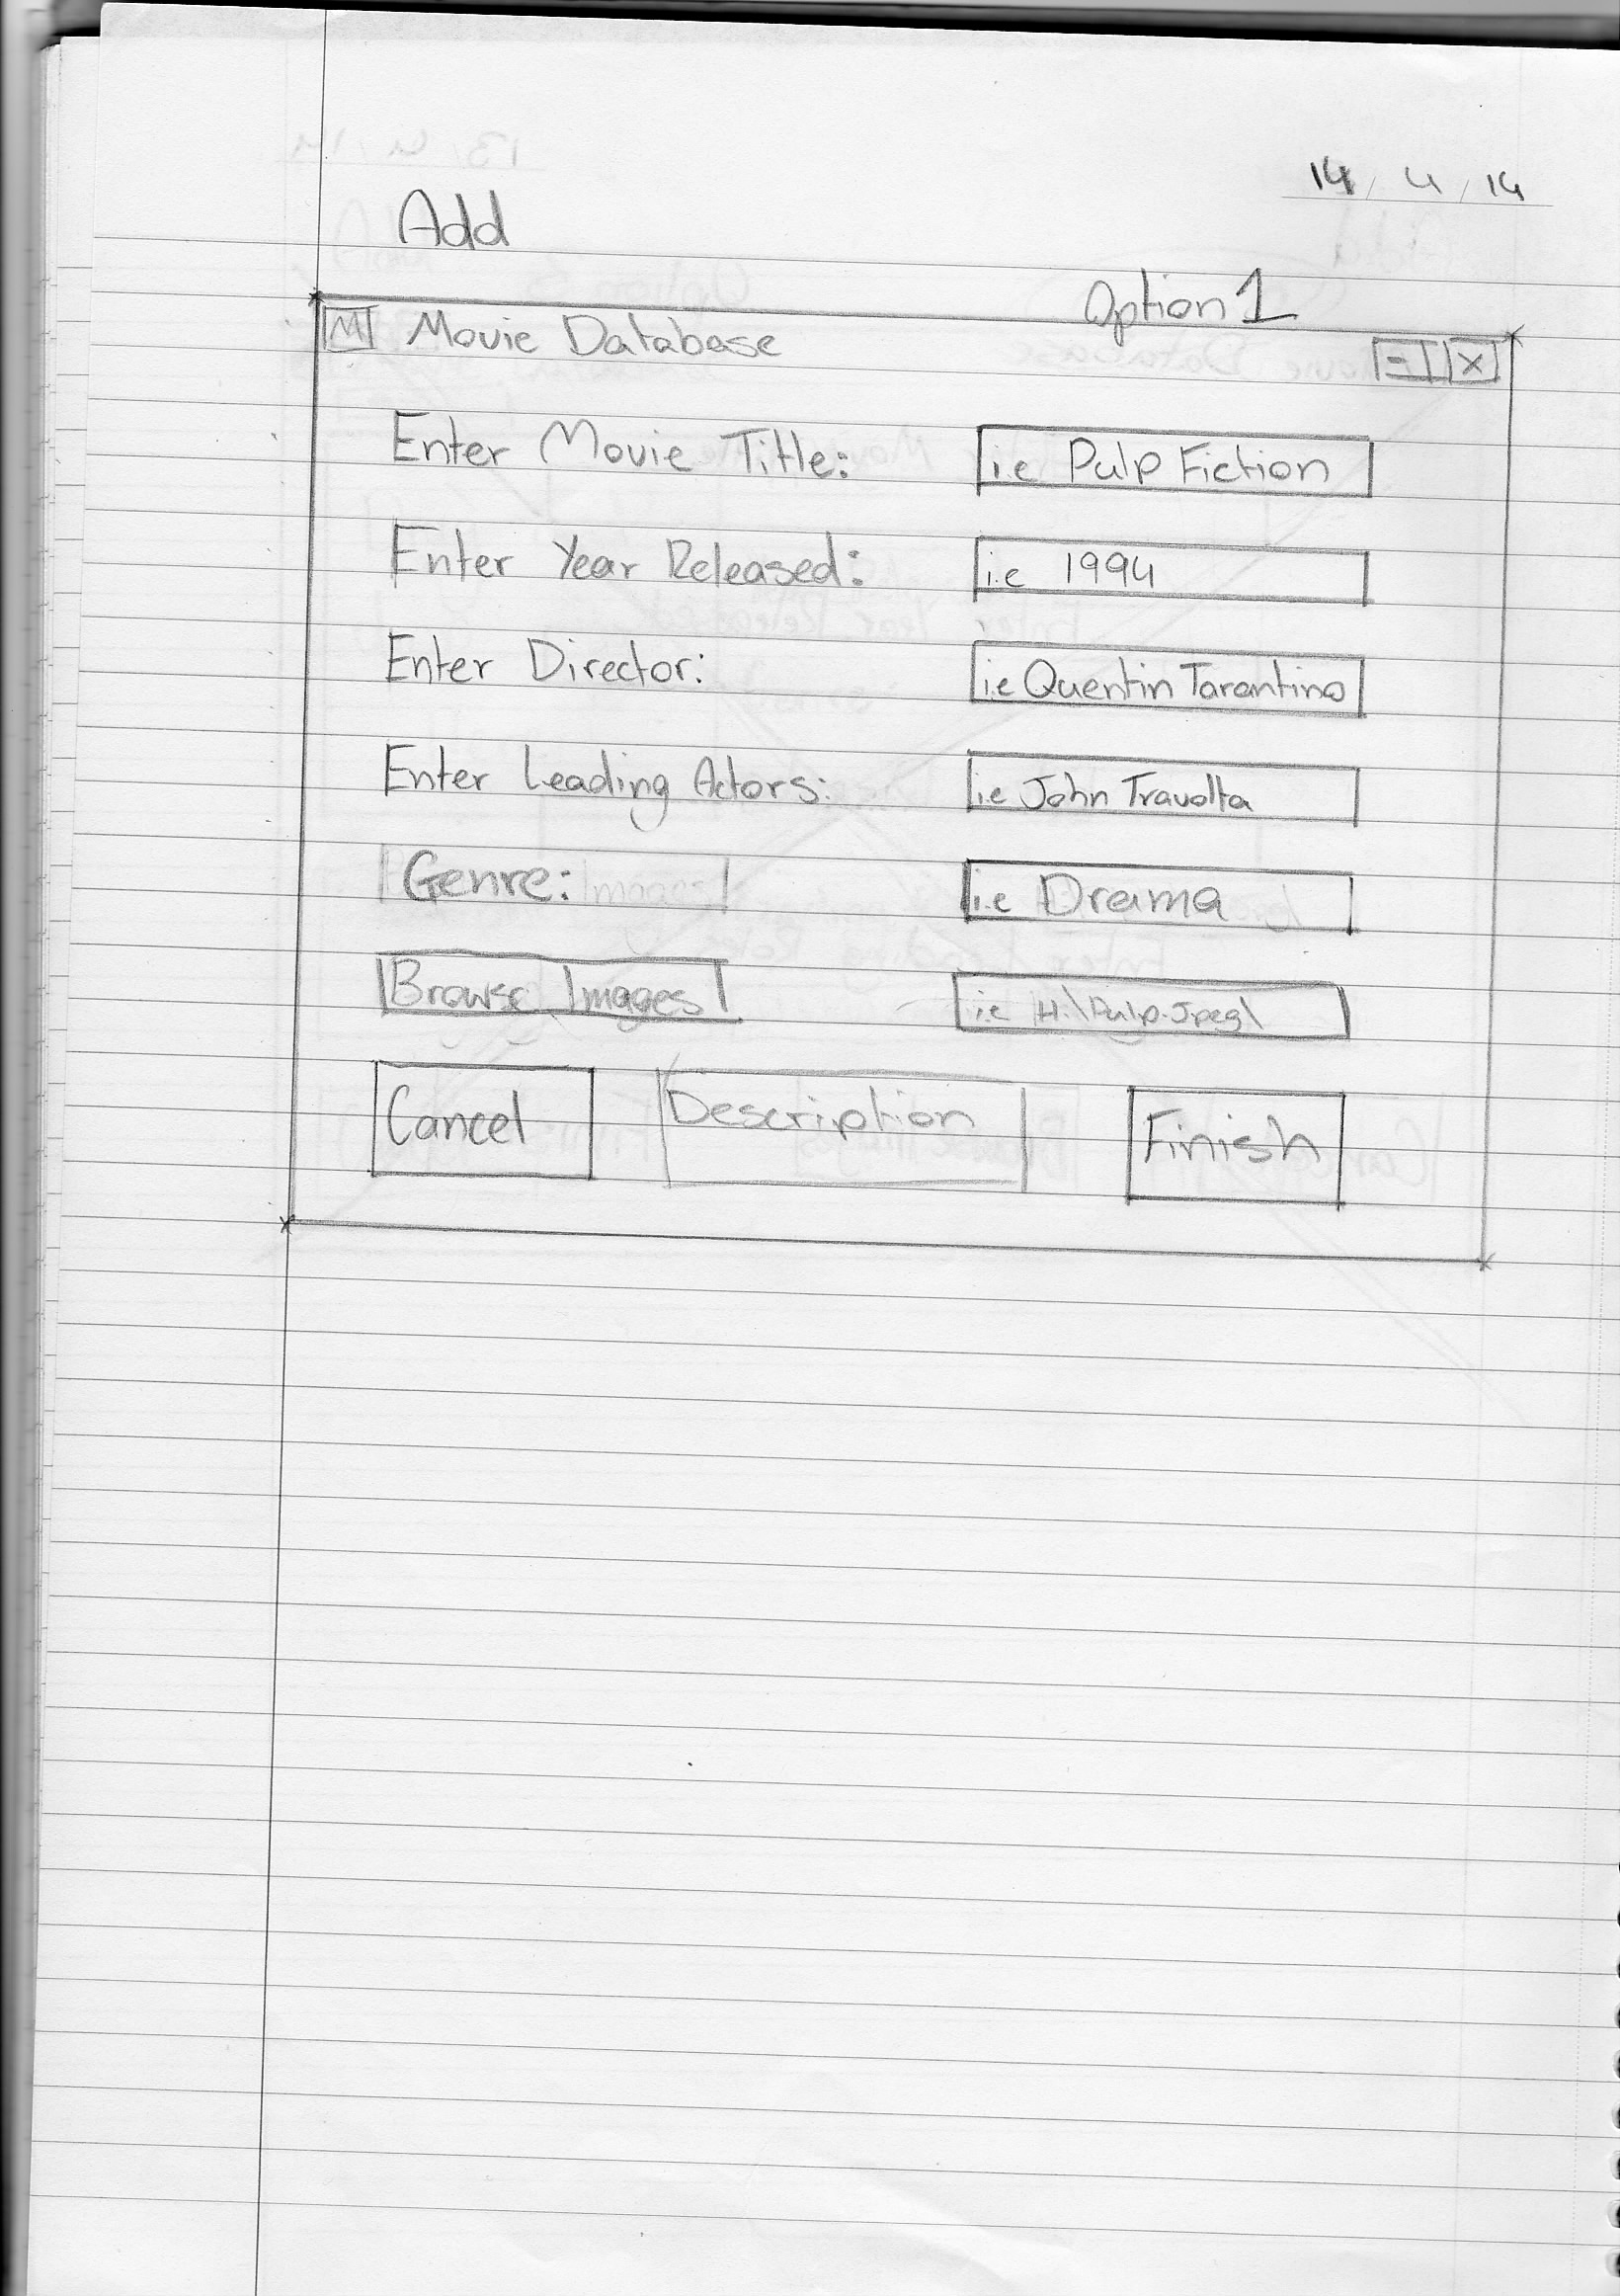 14 / 4 / 14
Add
Option 1
M Movie Database - X
Enter Movie Title: i.e Pulp Fiction
Enter Year Released: i.e 1994
Enter Director: i.e Quentin Tarantino
Enter Leading Actors: i.e John Travolta
Genre: i.e Drama
Browse Images i.e H:\Pulp.Jpeg\
Cancel Description Finish